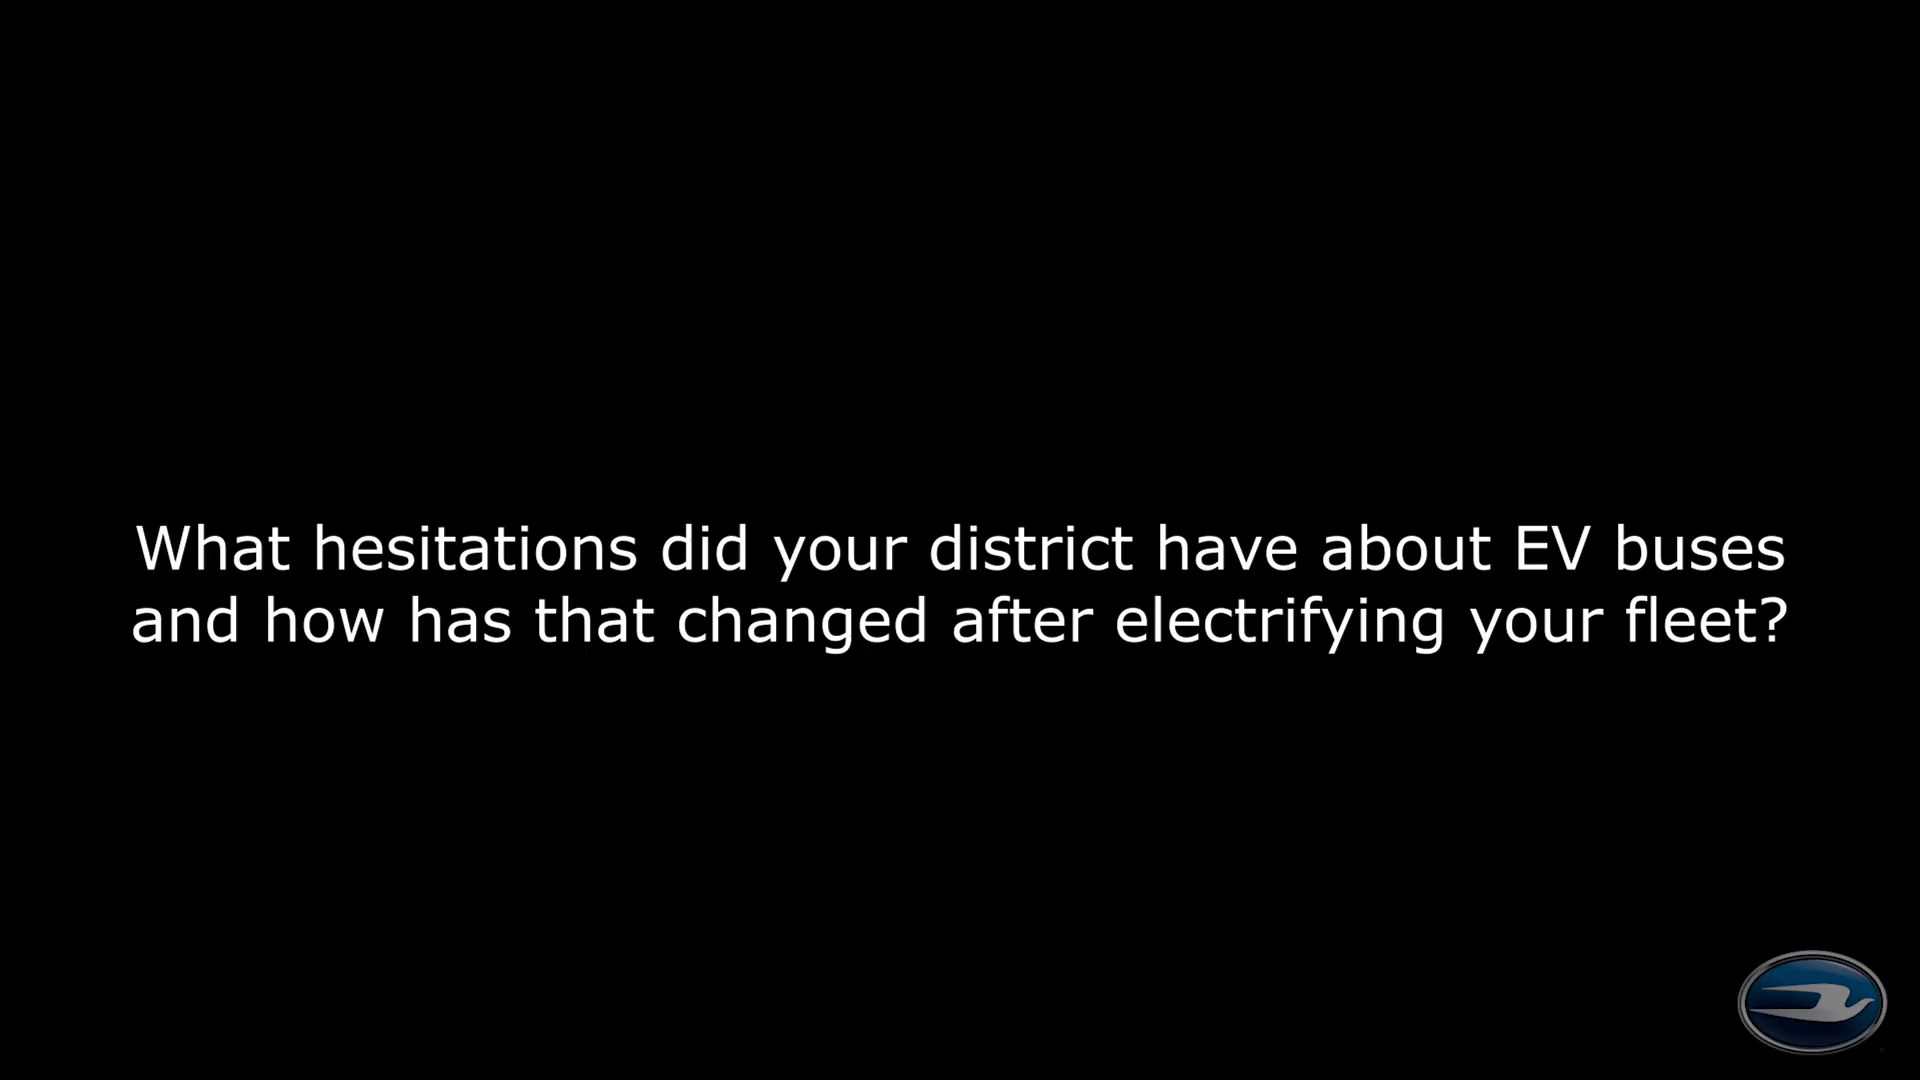 What hesitations did your district have about EV buses
and how has that changed after electrifying your fleet?